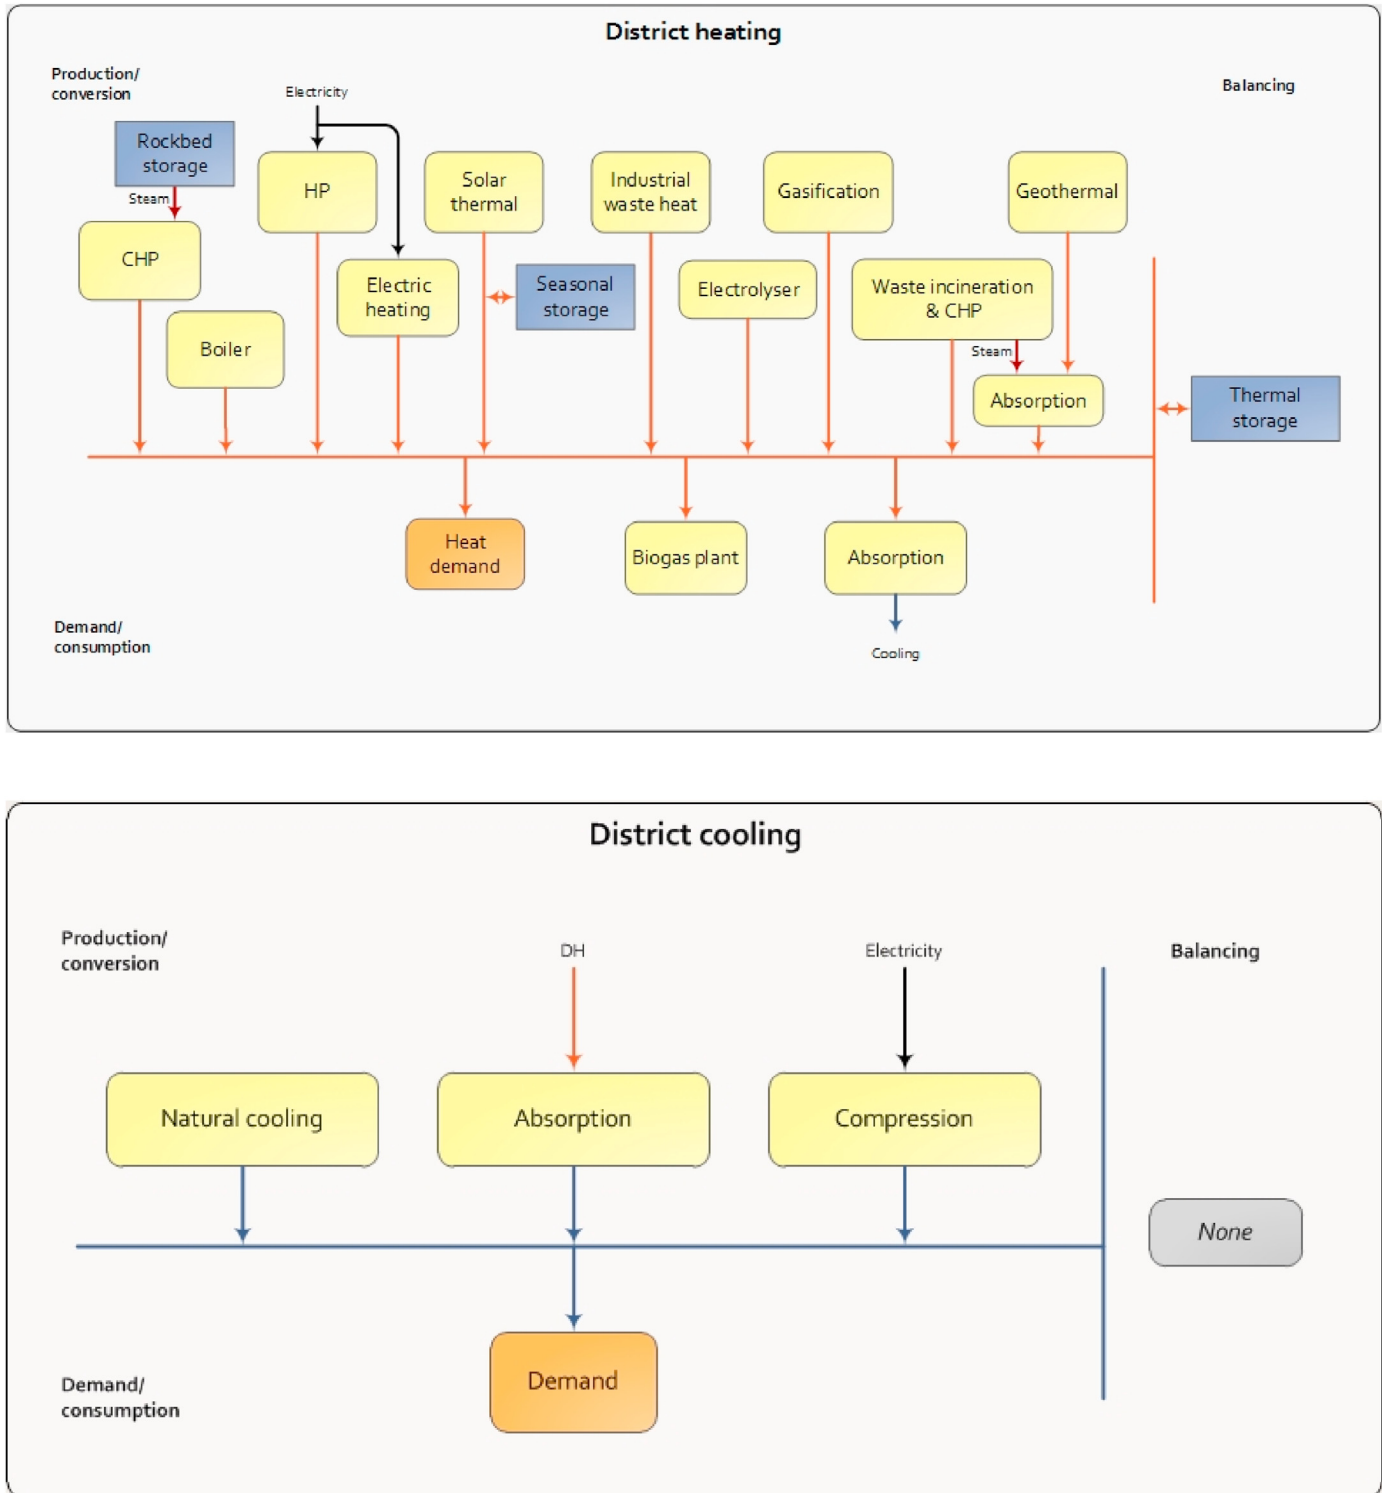 District heating
Production/
conversion
Balancing
Electricity
Rockbed
storage
Steam
CHP
Boiler
HP
Electric
heating
Solar
thermal
Seasonal
storage
Industrial
waste heat
Electrolyser
Gasification
Waste incineration
& CHP
Steam
Geothermal
Absorption
Thermal
storage
Heat
demand
Biogas plant
Absorption
Cooling
Demand/
consumption
District cooling
Production/
conversion
DH
Electricity
Balancing
Natural cooling
Absorption
Compression
None
Demand
Demand/
consumption